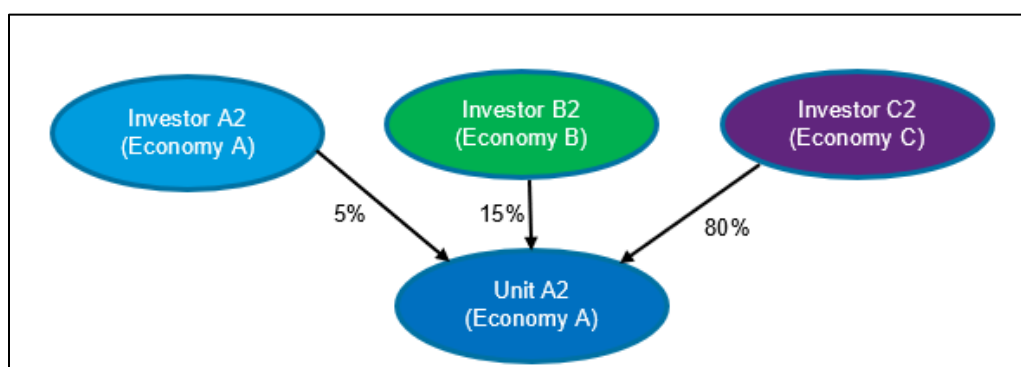 Investor A2
(Economy A)
Investor B2
(Economy B)
Investor C2
(Economy C)
5%
15%
80%
Unit A2
(Economy A)